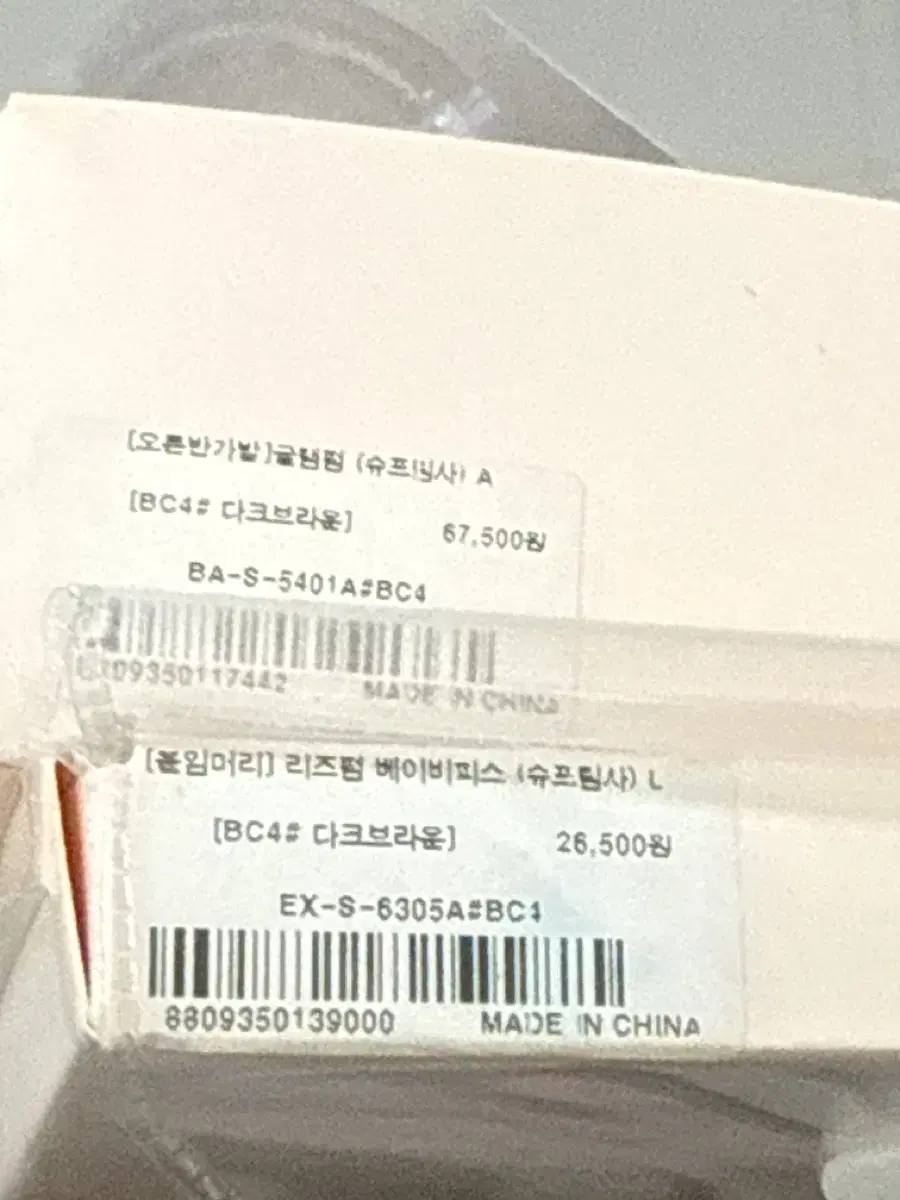 [오른반가발]글램펌 (슈프림사) A
[BC4# 다크브라운] 67,500원
BA-S-5401A#BC4
09350117442 MADE IN CHINA
[붙임머리] 리즈펌 베이비피스 (슈프림사) L
[BC4# 다크브라운] 26,500원
EX-S-6305A#BC4
8809350139000 MADE IN CHINA